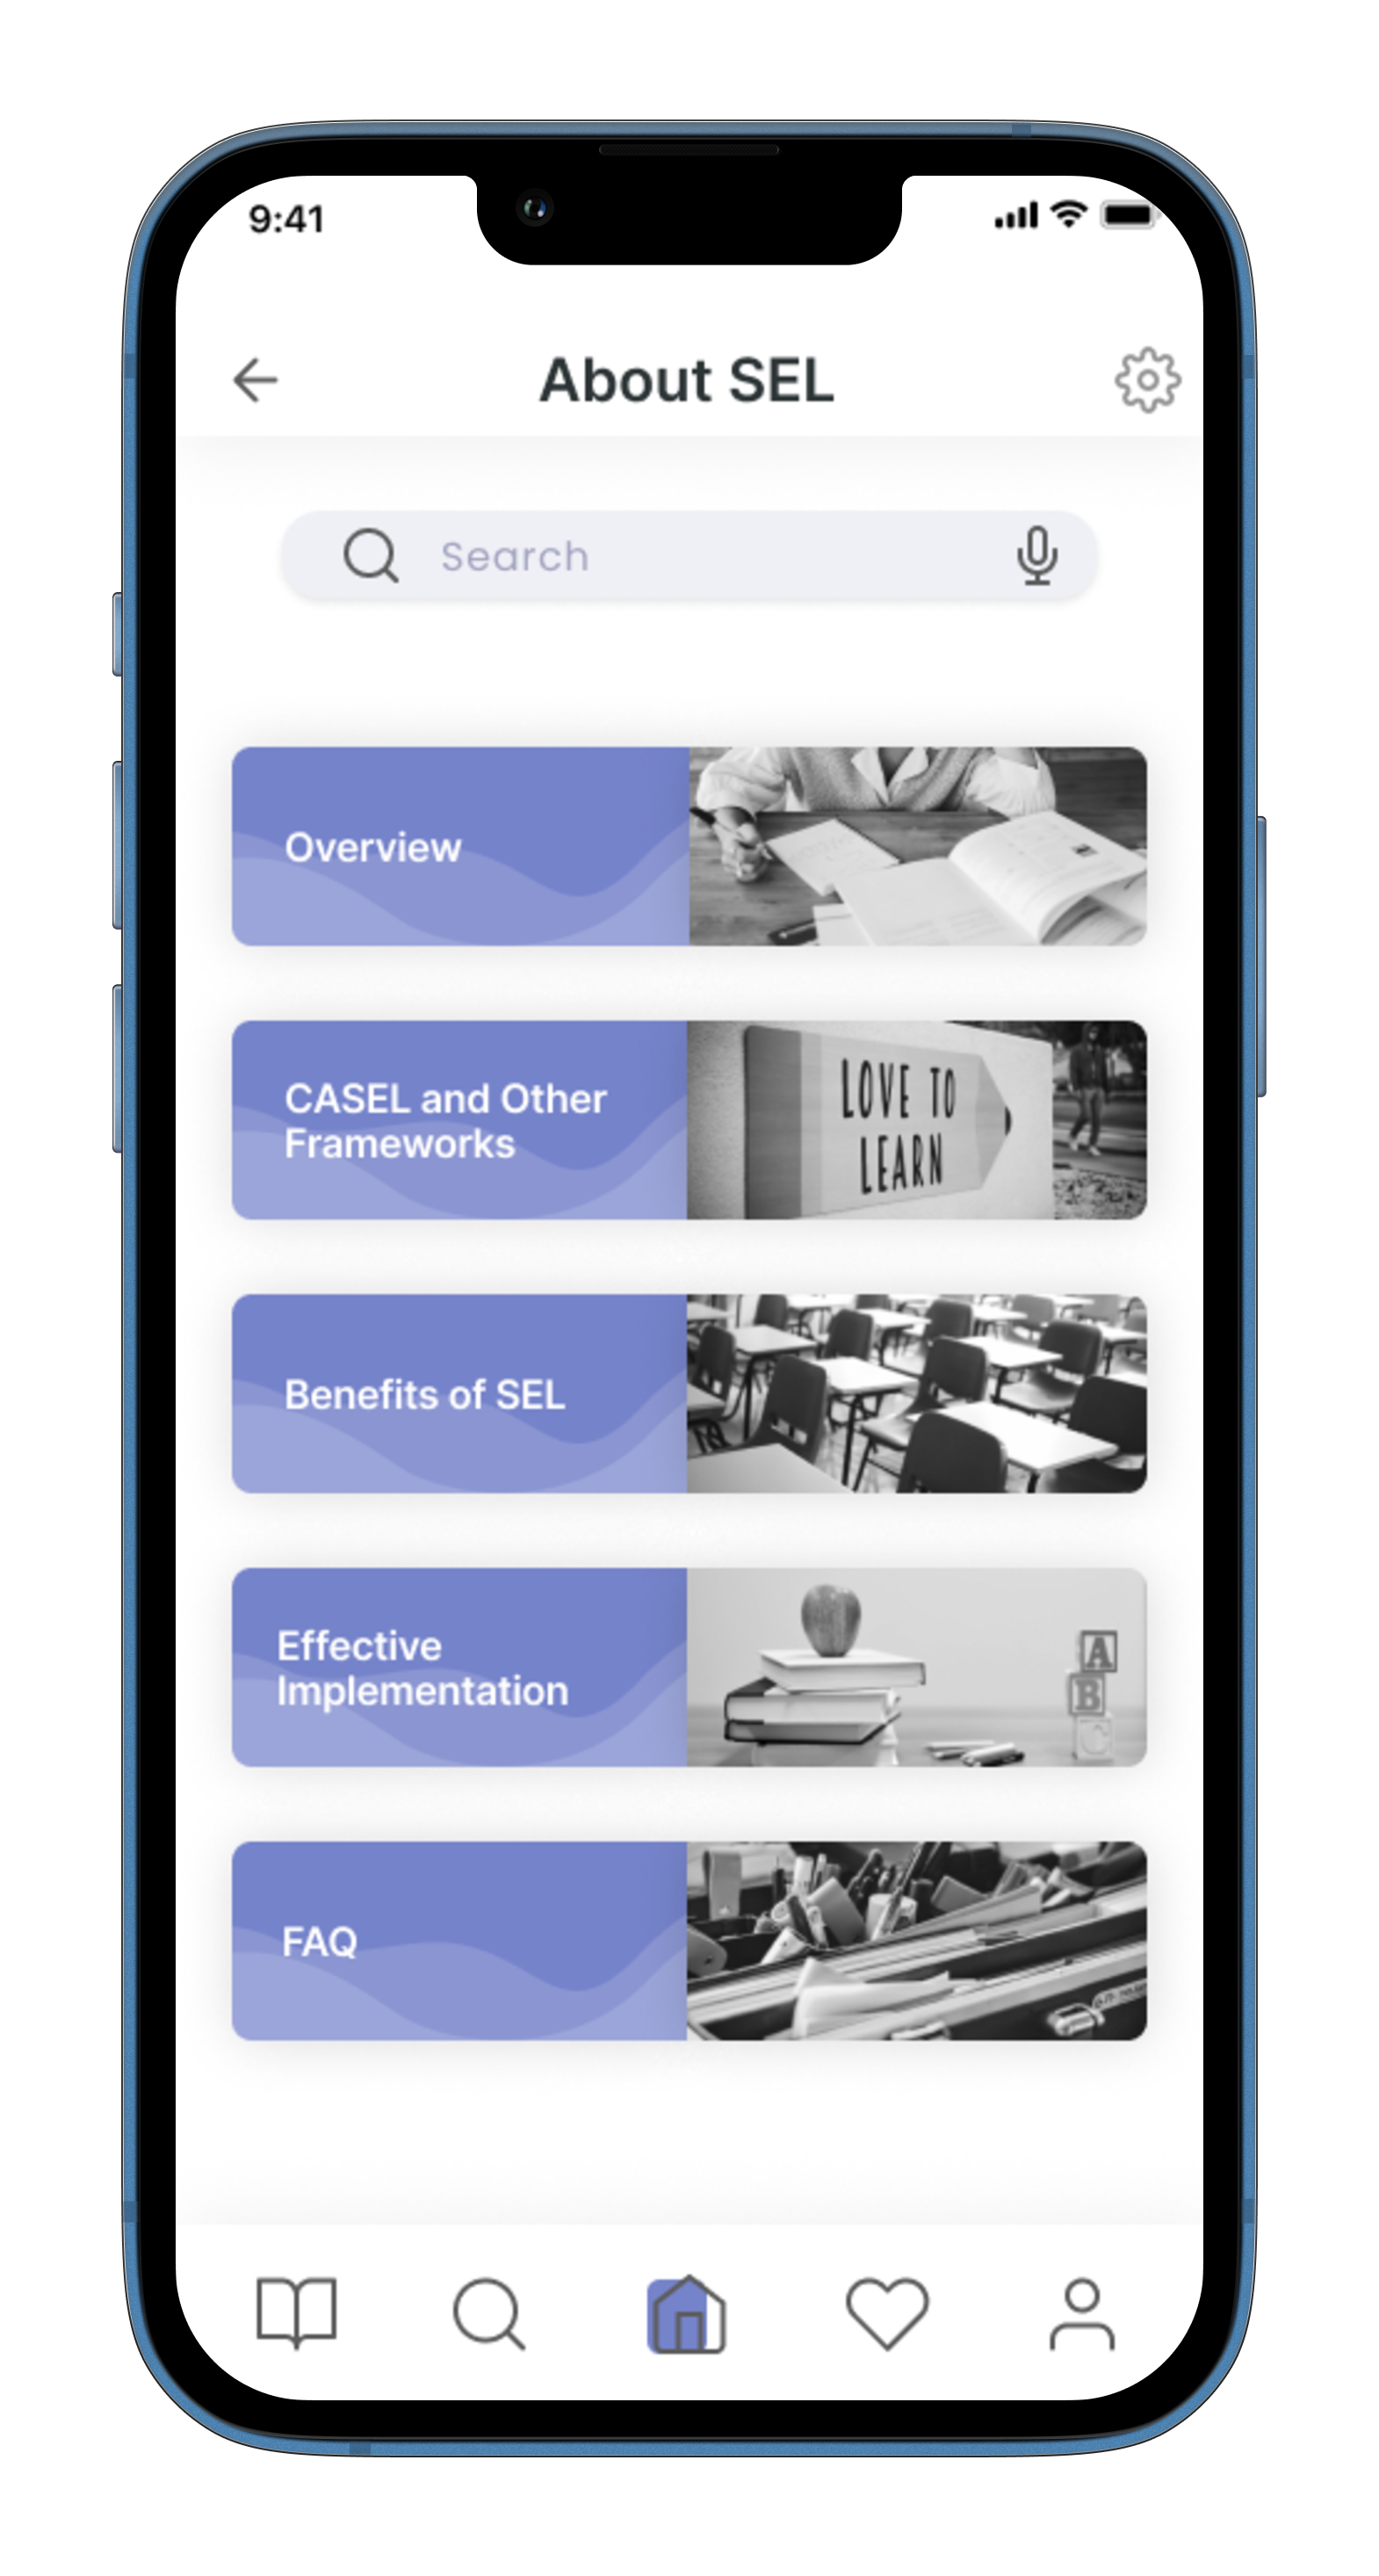 9:41
About SEL
Search
Overview
CASEL and Other
Frameworks
LOVE TO
LEARN
Benefits of SEL
Effective
Implementation
A
B
C
FAQ